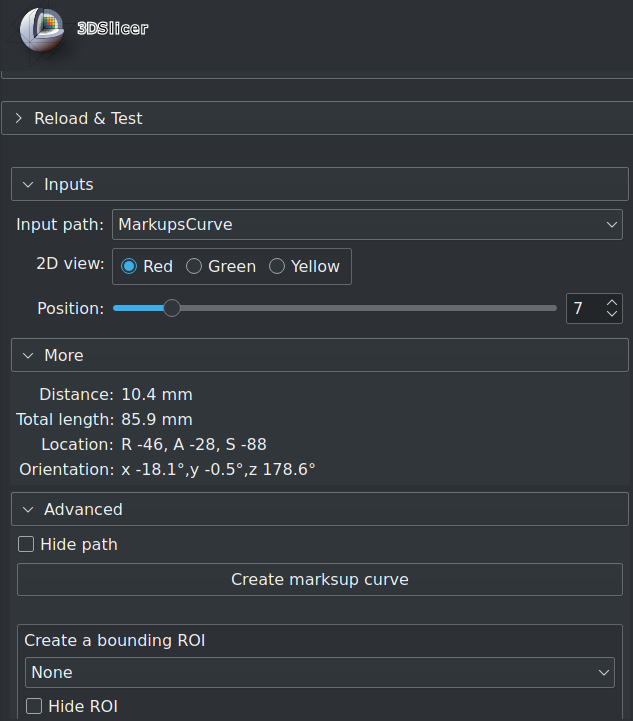 3DSlicer
Reload & Test
Inputs
Input path: MarkupsCurve
2D view: Red Green Yellow
Position: 7
More
Distance: 10.4 mm
Total length: 85.9 mm
Location: R -46, A -28, S -88
Orientation: x -18.1°,y -0.5°,z 178.6°
Advanced
Hide path
Create marksup curve
Create a bounding ROI
None
Hide ROI